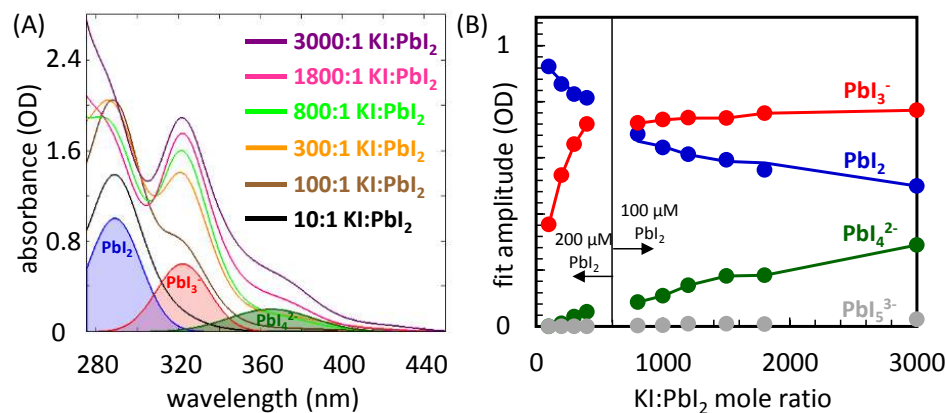 (A)
absorbance (OD)
2.4
1.6
0.8
0
3000:1 KI:PbI₂
1800:1 KI:PbI₂
800:1 KI:PbI₂
300:1 KI:PbI₂
100:1 KI:PbI₂
10:1 KI:PbI₂
PbI₂
PbI₃⁻
PbI₄²⁻
280 320 360 400 440
wavelength (nm)
(B)
fit amplitude (OD)
1
0
PbI₃⁻
PbI₂
PbI₄²⁻
PbI₅³⁻
200 µM
PbI₂
100 µM
PbI₂
0 1000 2000 3000
KI:PbI₂ mole ratio